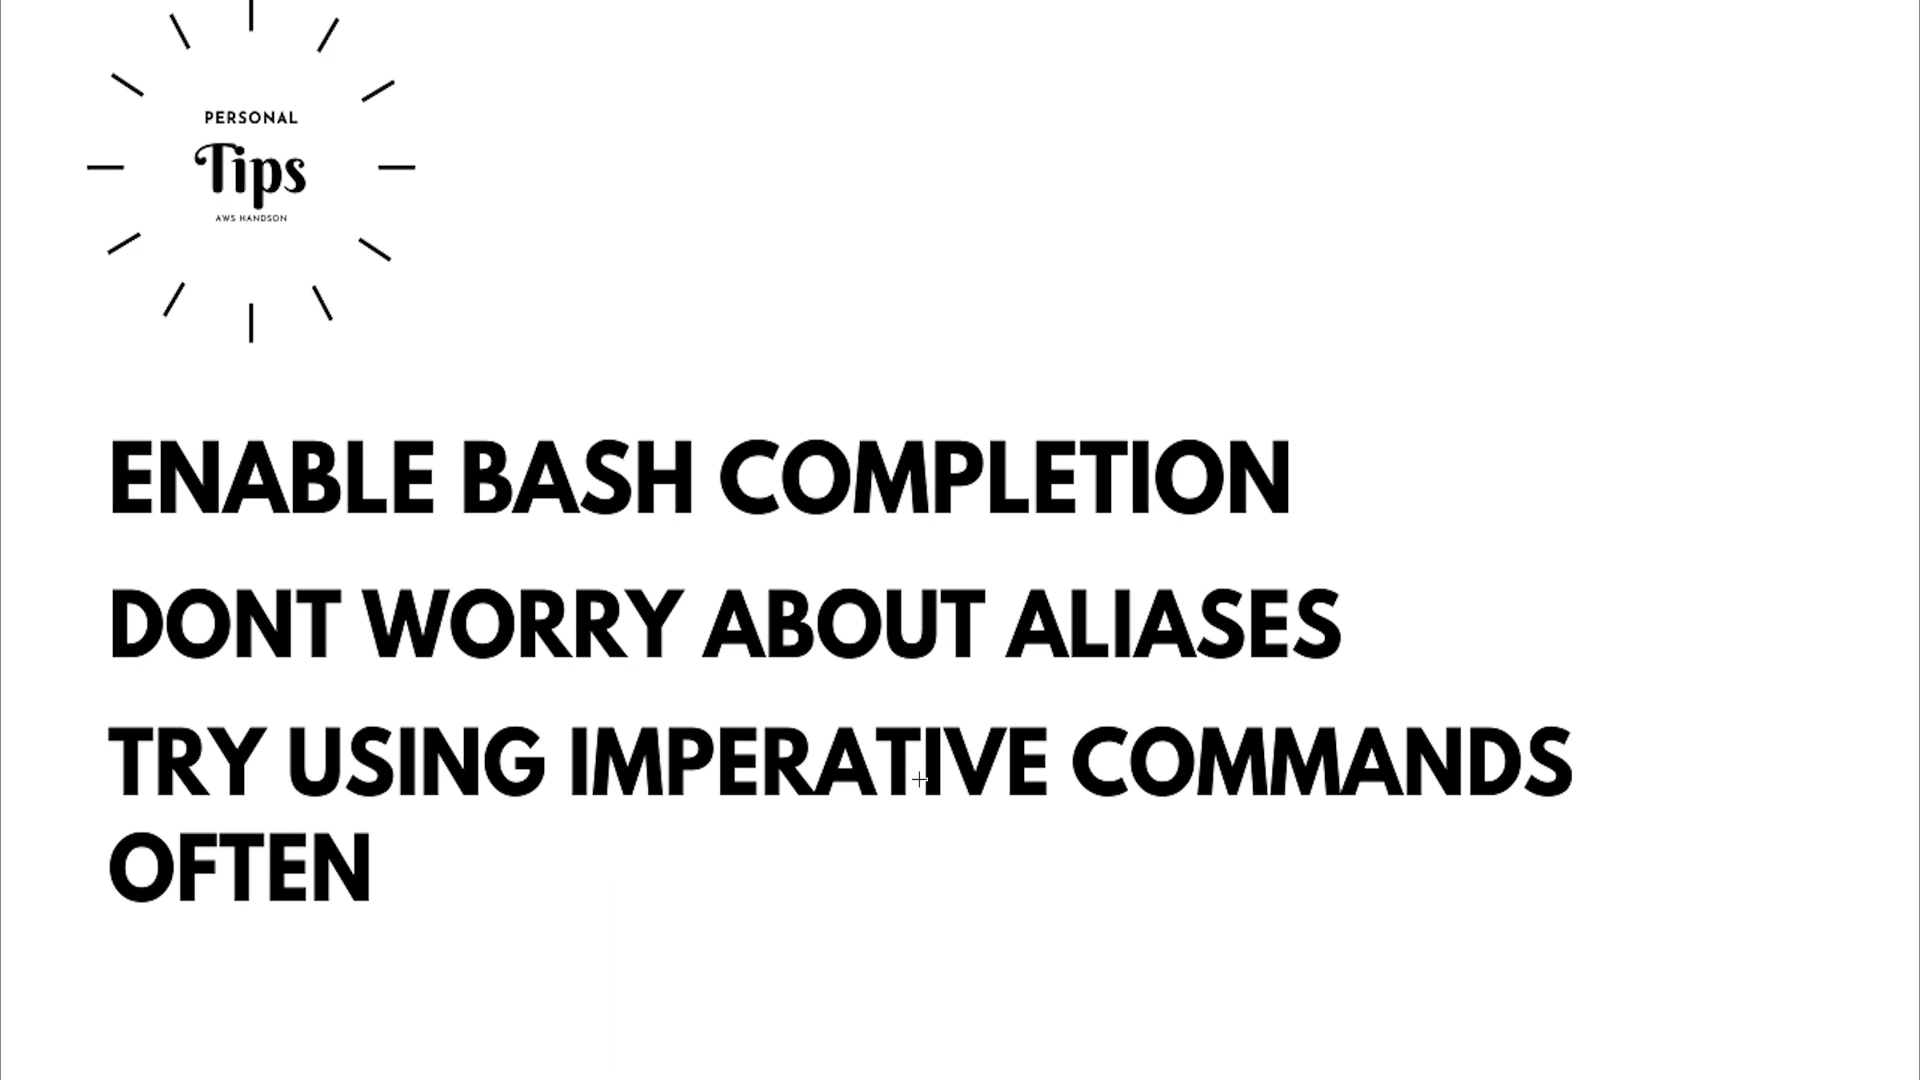 PERSONAL
Tips
AWS HANDSON
ENABLE BASH COMPLETION
DONT WORRY ABOUT ALIASES
TRY USING IMPERATIVE COMMANDS
OFTEN